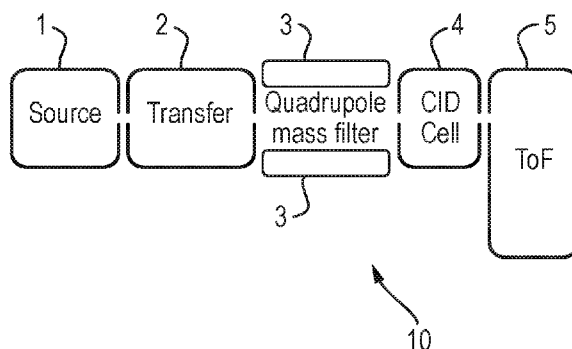 1
2
3
4
5
Source
Transfer
Quadrupole
mass filter
CID
Cell
ToF
3
10